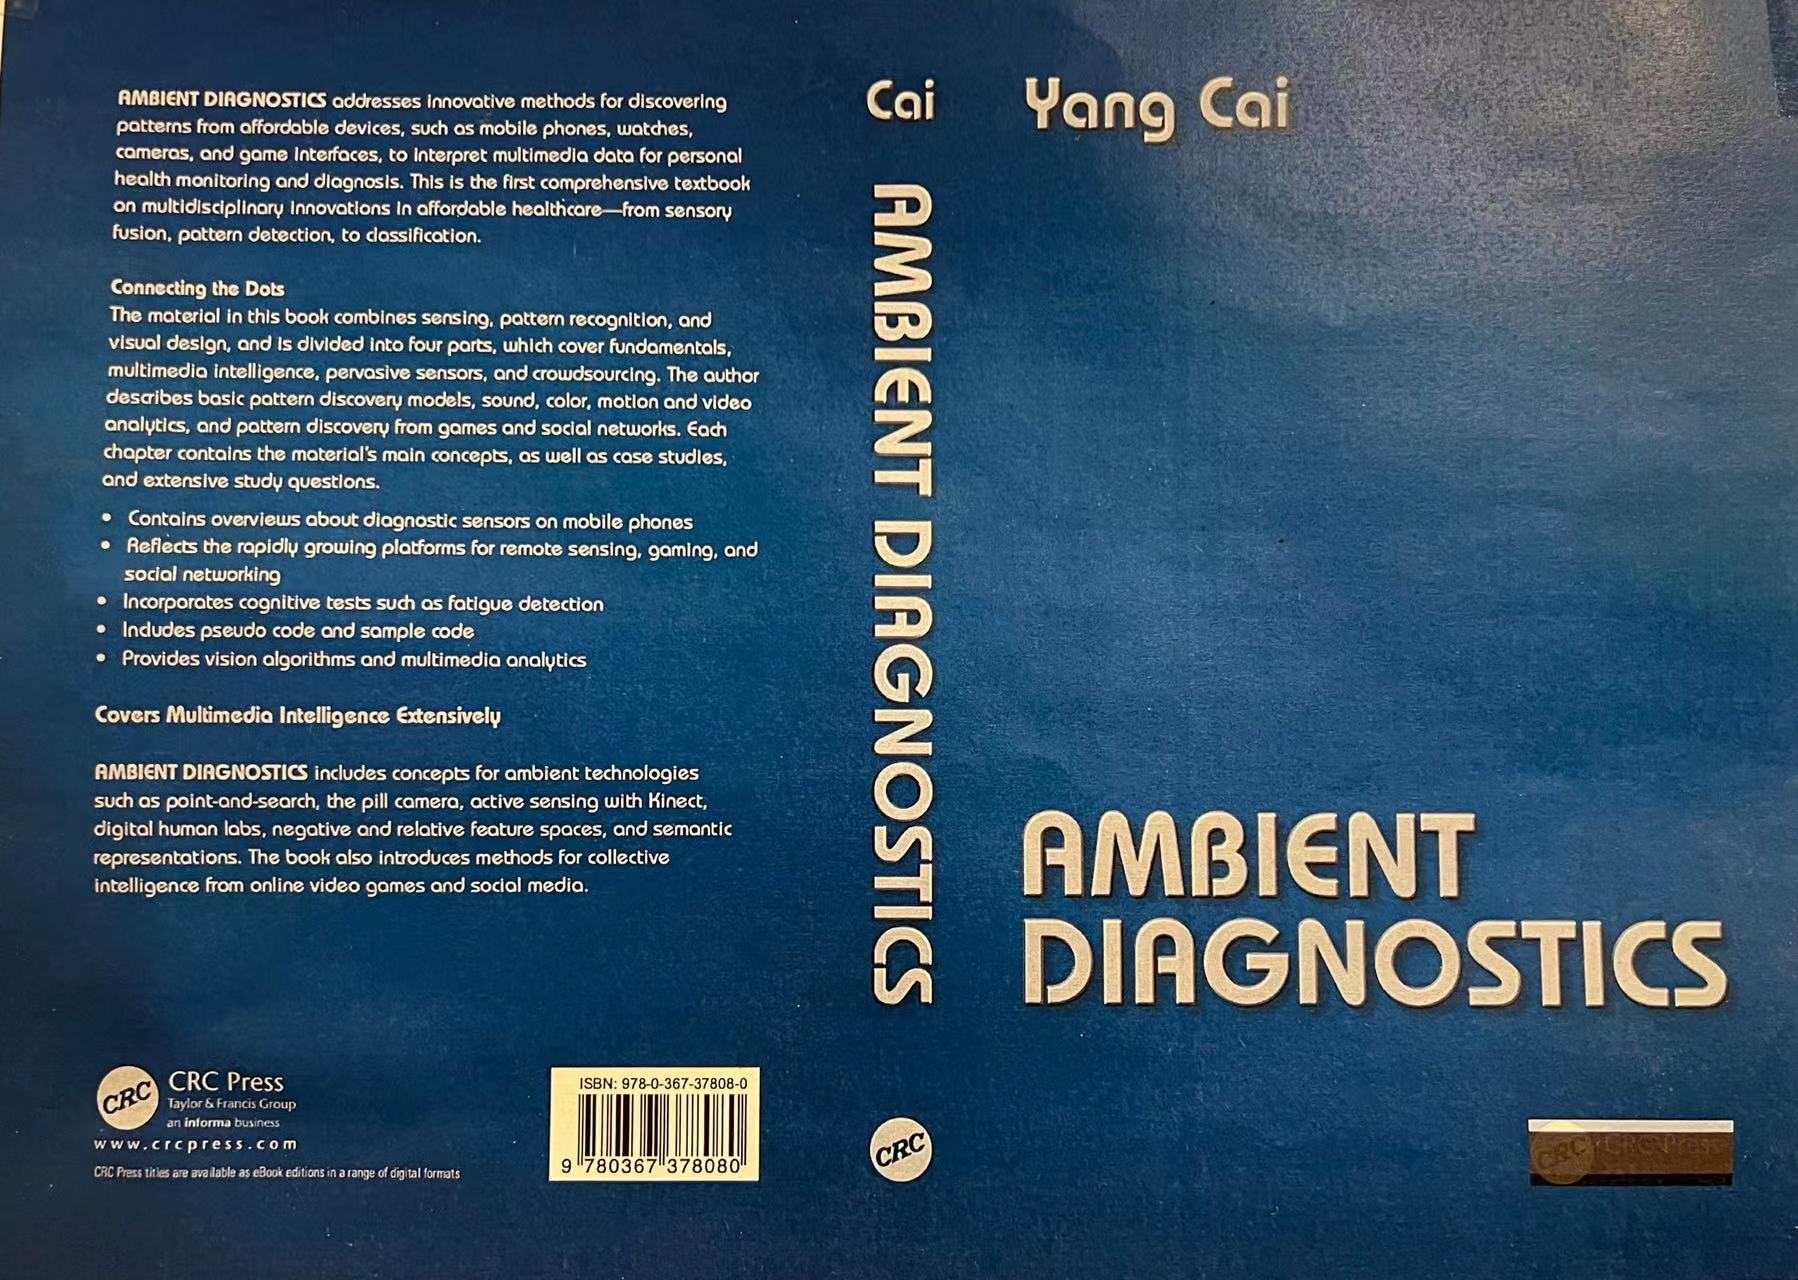 AMBIENT DIAGNOSTICS addresses innovative methods for discovering
patterns from affordable devices, such as mobile phones, watches,
cameras, and game interfaces, to interpret multimedia data for personal
health monitoring and diagnosis. This is the first comprehensive textbook
on multidisciplinary innovations in affordable healthcare—from sensory
fusion, pattern detection, to classification.
Connecting the Dots
The material in this book combines sensing, pattern recognition, and
visual design, and is divided into four parts, which cover fundamentals,
multimedia intelligence, pervasive sensors, and crowdsourcing. The author
describes basic pattern discovery models, sound, color, motion and video
analytics, and pattern discovery from games and social networks. Each
chapter contains the material's main concepts, as well as case studies,
and extensive study questions.
• Contains overviews about diagnostic sensors on mobile phones
• Reflects the rapidly growing platforms for remote sensing, gaming, and
social networking
• Incorporates cognitive tests such as fatigue detection
• Includes pseudo code and sample code
• Provides vision algorithms and multimedia analytics
Covers Multimedia Intelligence Extensively
AMBIENT DIAGNOSTICS includes concepts for ambient technologies
such as point-and-search, the pill camera, active sensing with Kinect,
digital human labs, negative and relative feature spaces, and semantic
representations. The book also introduces methods for collective
intelligence from online video games and social media.
CRC
CRC Press
Taylor & Francis Group
an informa business
www.crcpress.com
CRC Press titles are available as eBook editions in a range of digital formats
ISBN: 978-0-367-37808-0
9 780367 378080
Cai
AMBIENT DIAGNOSTICS
CRC
Yang Cai
AMBIENT
DIAGNOSTICS
CRC CRC Press